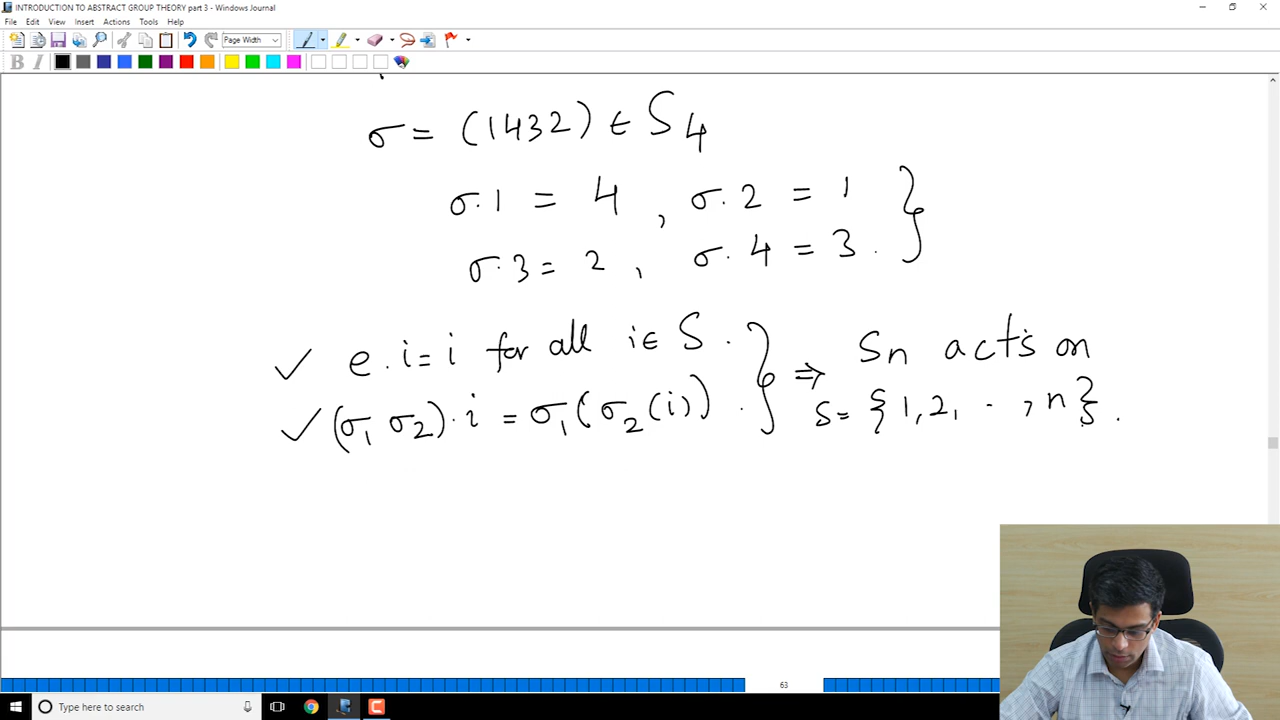 INTRODUCTION TO ABSTRACT GROUP THEORY part 3 - Windows Journal
File Edit View Insert Actions Tools Help
Page Width
B I
σ = (1432) ∈ S4
σ·1 = 4 , σ·2 = 1
σ·3 = 2 , σ·4 = 3 . }
✓ e·i = i for all i ∈ S . } ⇒ Sn acts on
✓ (σ1 σ2)·i = σ1(σ2(i)) . S = {1,2, · · , n} .
63
Type here to search